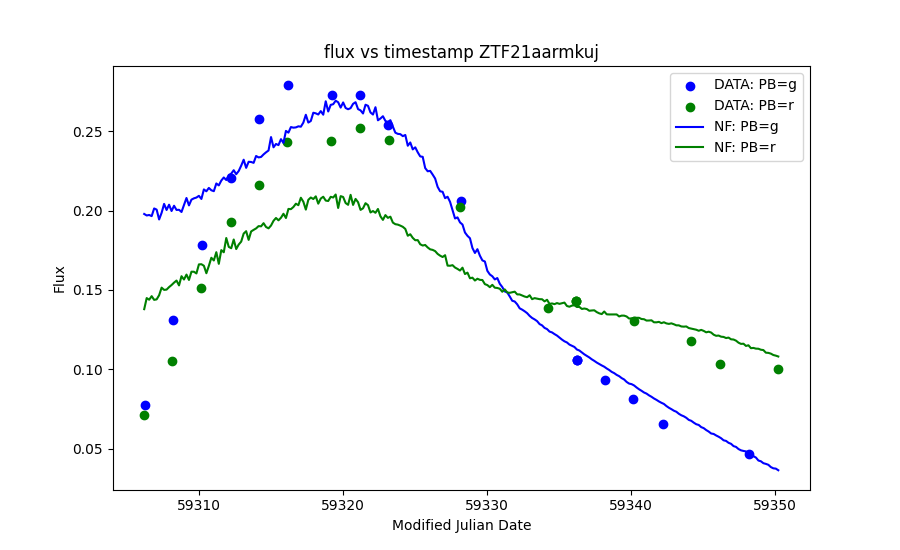 flux vs timestamp ZTF21aarmkuj
DATA: PB=g
DATA: PB=r
NF: PB=g
NF: PB=r
0.25
0.20
0.15
0.10
0.05
Flux
59310 59320 59330 59340 59350
Modified Julian Date